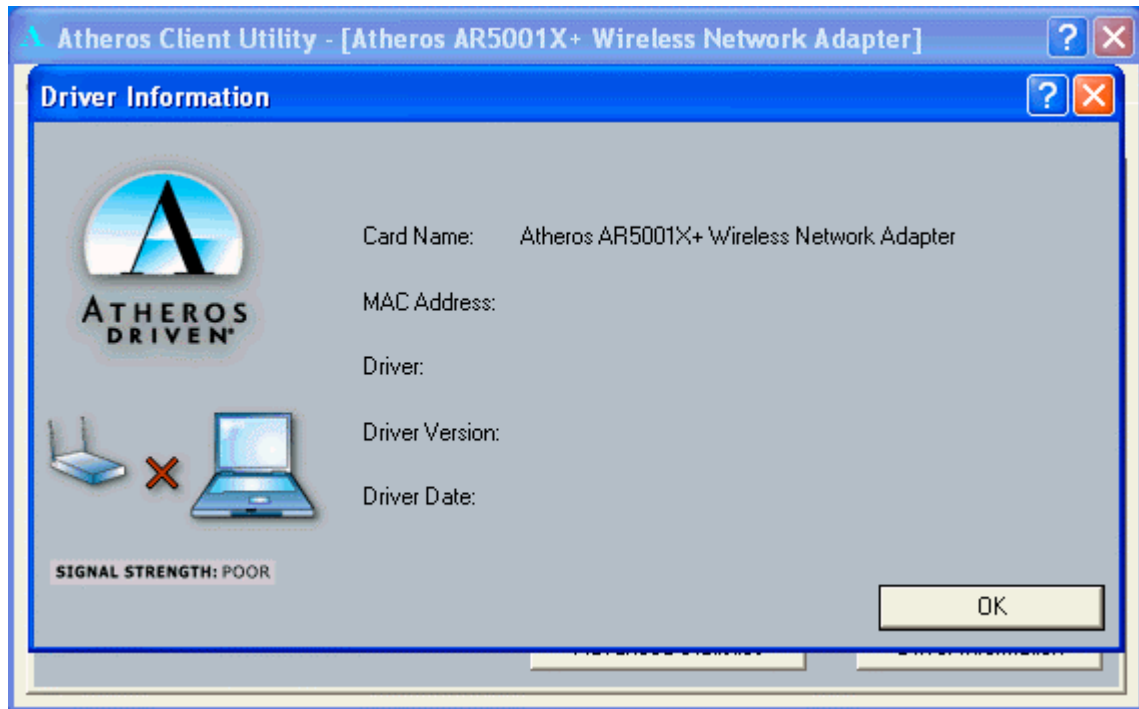 Atheros Client Utility - [Atheros AR5001X+ Wireless Network Adapter]
Driver Information
ATHEROS
DRIVEN
Card Name: Atheros AR5001X+ Wireless Network Adapter
MAC Address:
Driver:
Driver Version:
Driver Date:
SIGNAL STRENGTH: POOR
OK